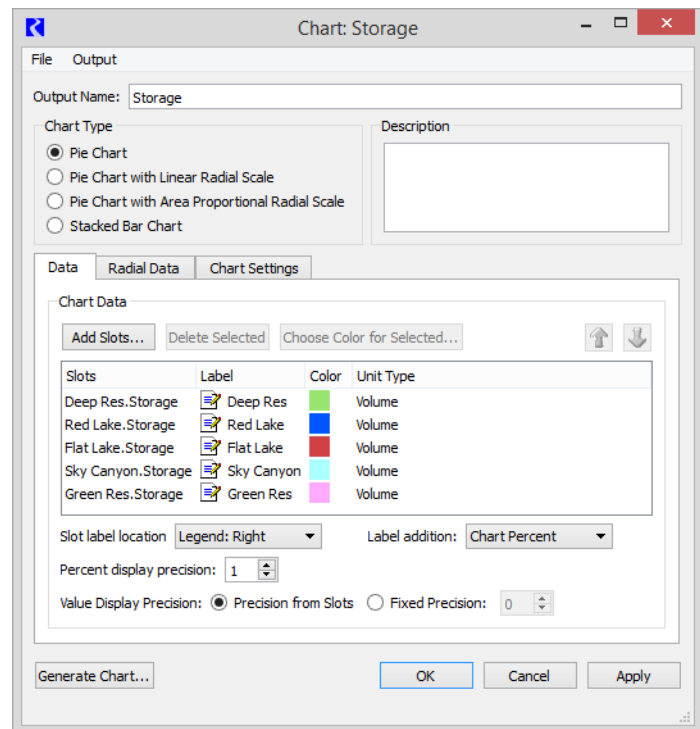 Chart: Storage
File Output
Output Name: Storage
Chart Type
Pie Chart
Pie Chart with Linear Radial Scale
Pie Chart with Area Proportional Radial Scale
Stacked Bar Chart
Description
Data Radial Data Chart Settings
Chart Data
Add Slots... Delete Selected Choose Color for Selected...
Slots Label Color Unit Type
Deep Res.Storage Deep Res Volume
Red Lake.Storage Red Lake Volume
Flat Lake.Storage Flat Lake Volume
Sky Canyon.Storage Sky Canyon Volume
Green Res.Storage Green Res Volume
Slot label location Legend: Right Label addition: Chart Percent
Percent display precision: 1
Value Display Precision: Precision from Slots Fixed Precision: 0
Generate Chart... OK Cancel Apply